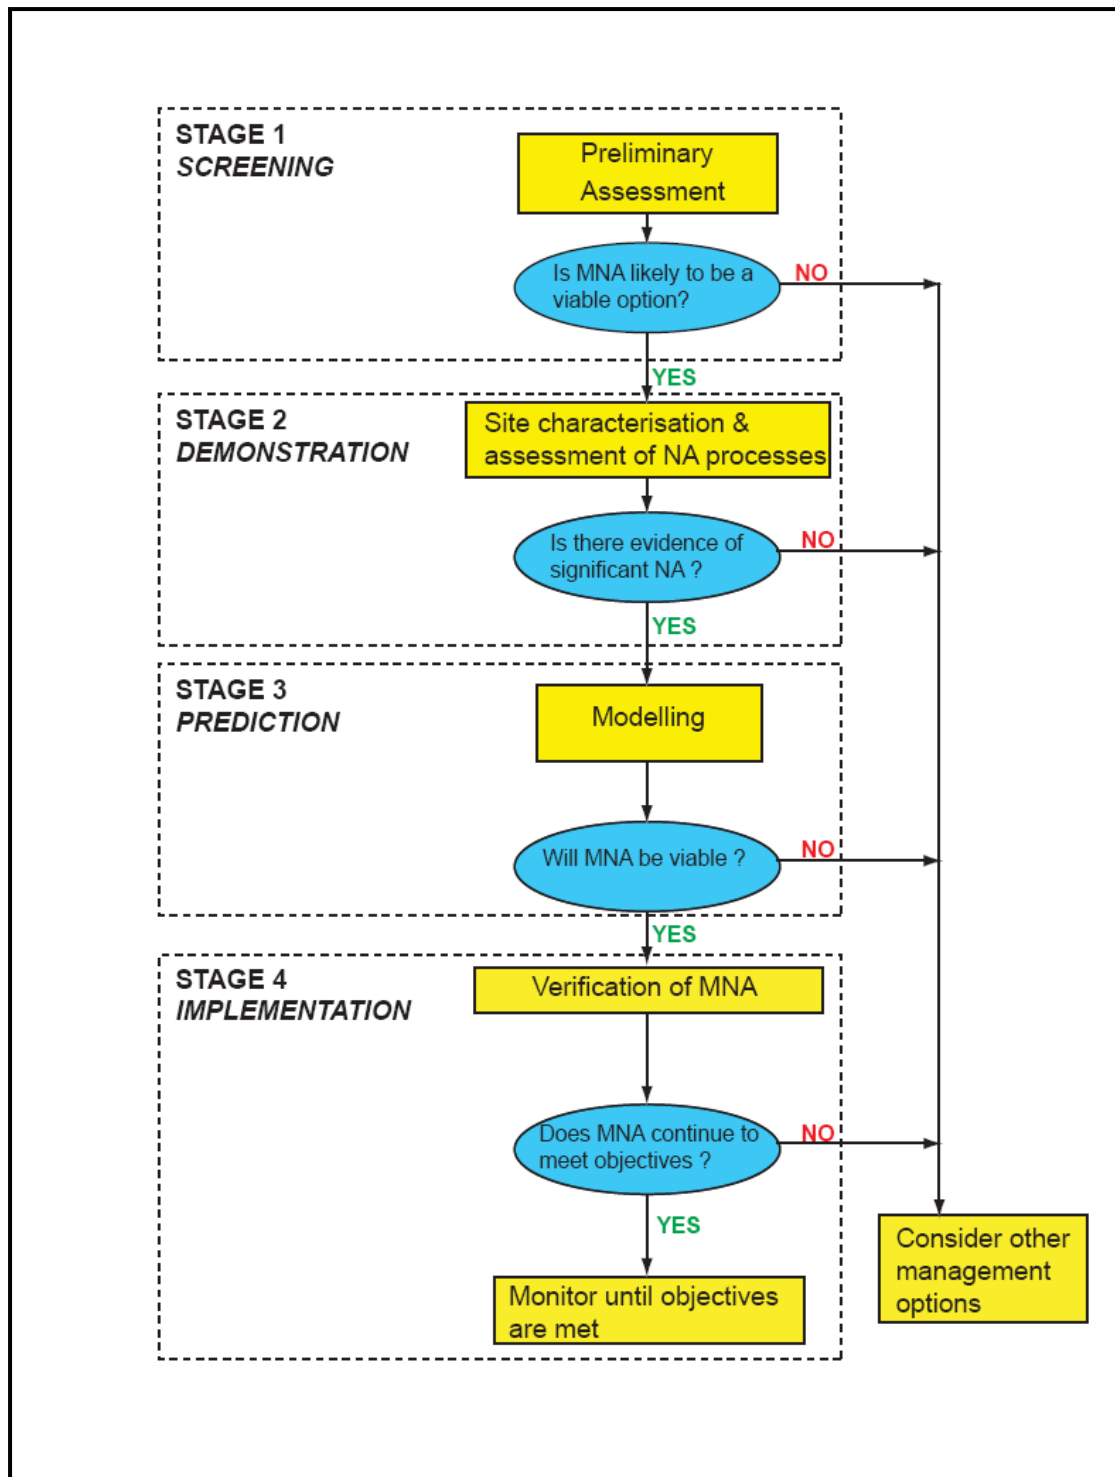 STAGE 1
SCREENING
Preliminary
Assessment
Is MNA likely to be a
viable option?
NO
YES
STAGE 2
DEMONSTRATION
Site characterisation &
assessment of NA processes
Is there evidence of
significant NA ?
NO
YES
STAGE 3
PREDICTION
Modelling
Will MNA be viable ?
NO
YES
STAGE 4
IMPLEMENTATION
Verification of MNA
Does MNA continue to
meet objectives ?
NO
YES
Monitor until objectives
are met
Consider other
management
options